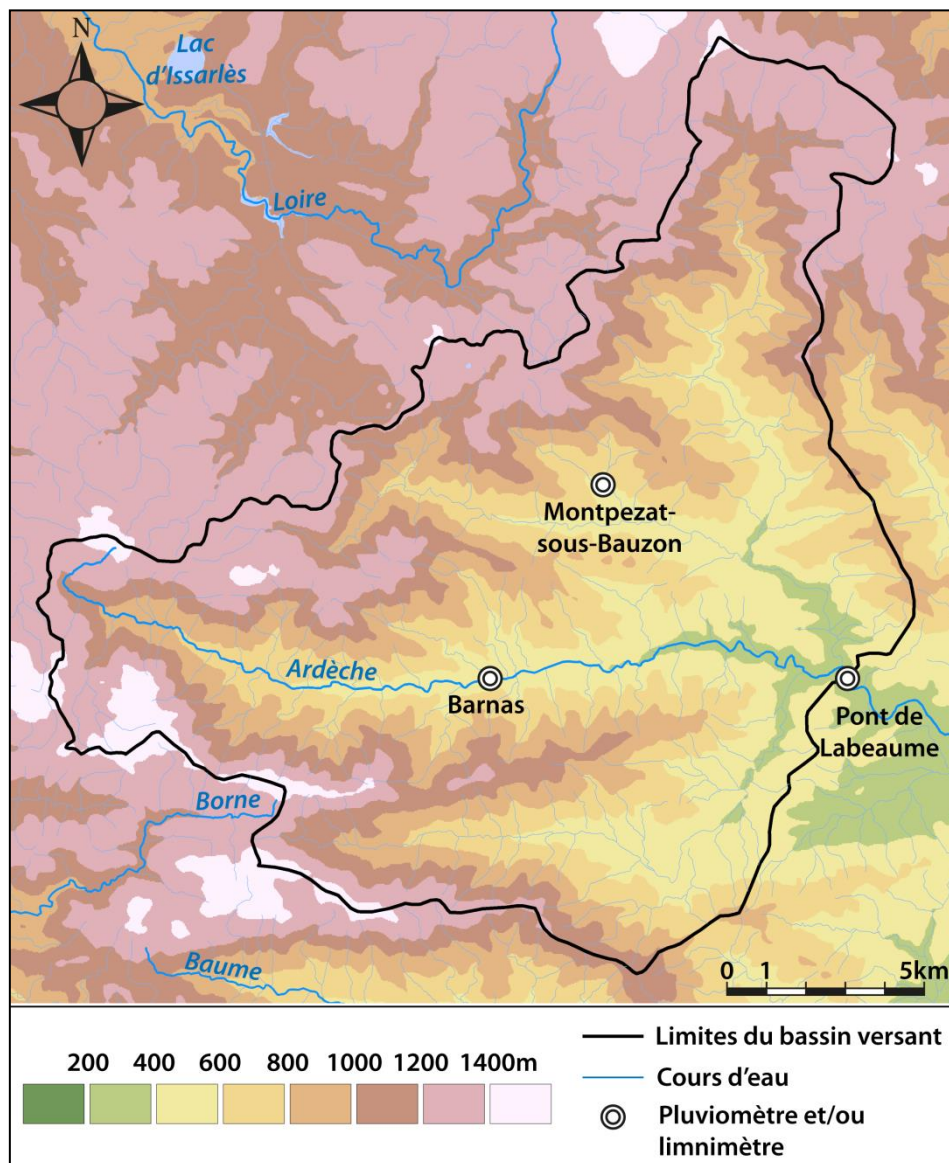 N
Lac
d'Issarlès
Loire
Montpezat-
sous-Bauzon
Ardèche
Barnas
Pont de
Labeaume
Borne
Baume
0 1 5km
200 400 600 800 1000 1200 1400m
Limites du bassin versant
Cours d'eau
Pluviomètre et/ou
limnimètre